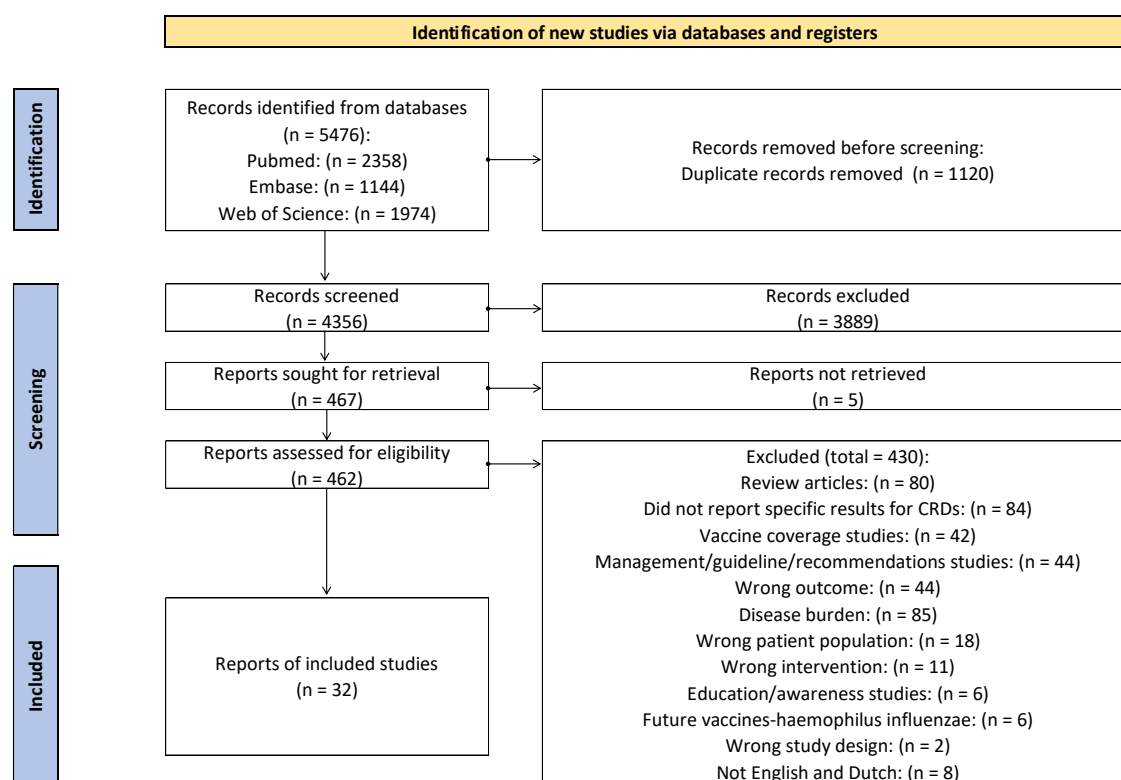 Identification of new studies via databases and registers
Identification
Records identified from databases
(n = 5476):
Pubmed: (n = 2358)
Embase: (n = 1144)
Web of Science: (n = 1974)
Records removed before screening:
Duplicate records removed (n = 1120)
Screening
Records screened
(n = 4356)
Records excluded
(n = 3889)
Reports sought for retrieval
(n = 467)
Reports not retrieved
(n = 5)
Reports assessed for eligibility
(n = 462)
Excluded (total = 430):
Review articles: (n = 80)
Did not report specific results for CRDs: (n = 84)
Vaccine coverage studies: (n = 42)
Management/guideline/recommendations studies: (n = 44)
Wrong outcome: (n = 44)
Disease burden: (n = 85)
Wrong patient population: (n = 18)
Wrong intervention: (n = 11)
Education/awareness studies: (n = 6)
Future vaccines-haemophilus influenzae: (n = 6)
Wrong study design: (n = 2)
Not English and Dutch: (n = 8)
Included
Reports of included studies
(n = 32)